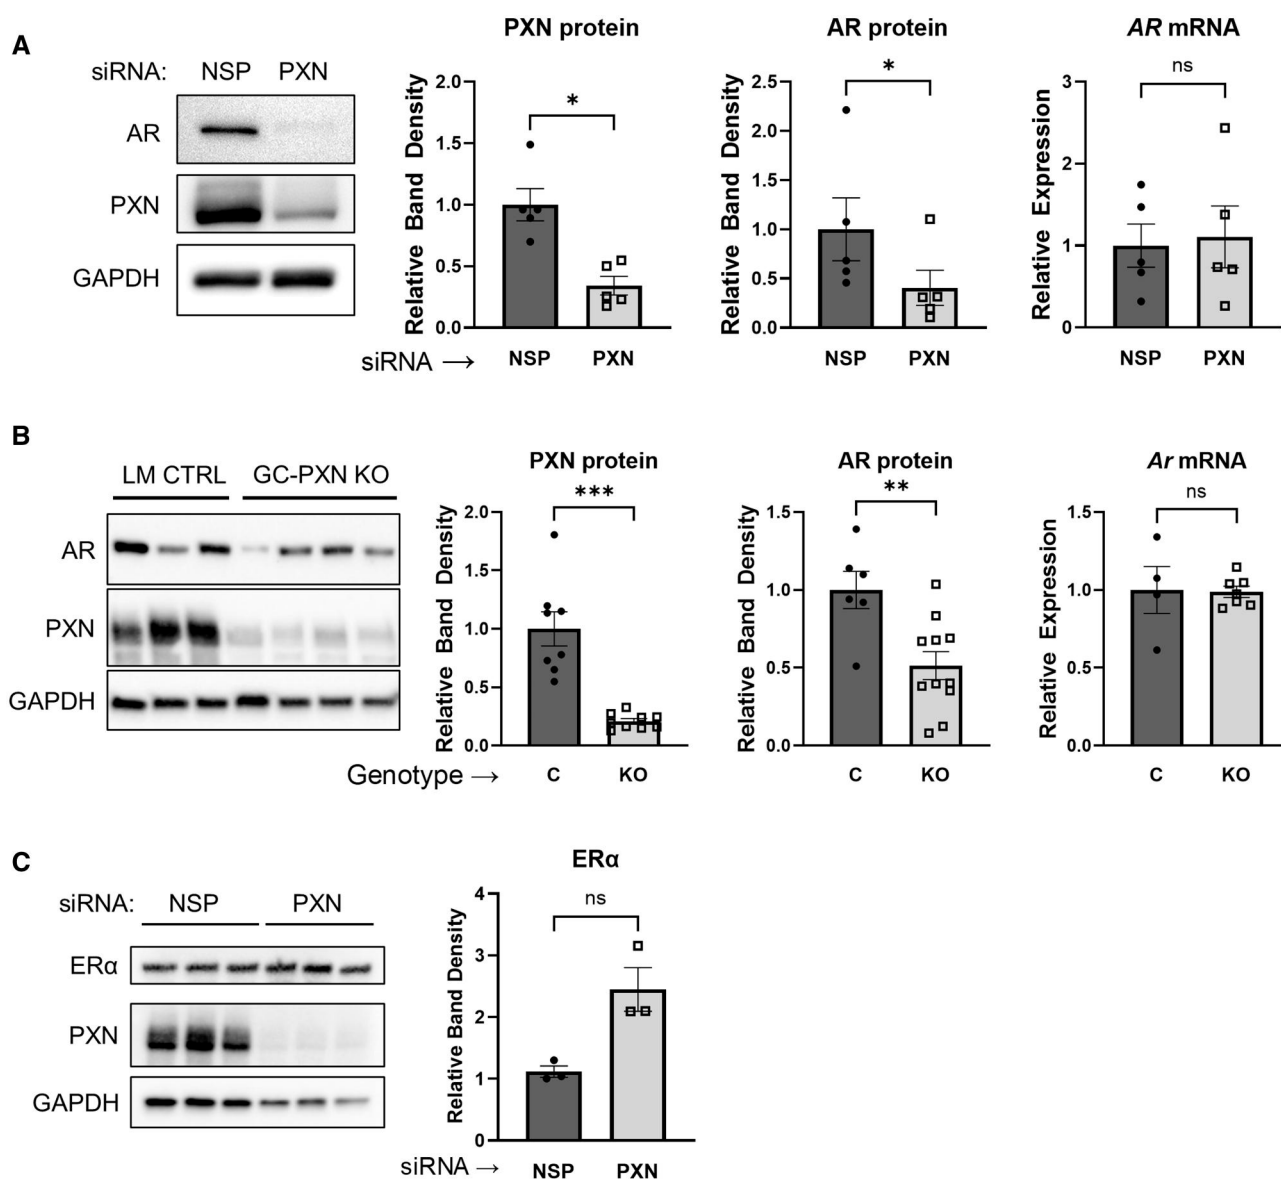 A
siRNA: NSP PXN
AR
PXN
GAPDH
PXN protein
Relative Band Density
2.0
1.5
1.0
0.5
0.0
*
siRNA → NSP PXN
AR protein
Relative Band Density
2.5
2.0
1.5
1.0
0.5
0.0
*
NSP PXN
AR mRNA
Relative Expression
3
2
1
0
ns
NSP PXN
B
LM CTRL GC-PXN KO
AR
PXN
GAPDH
PXN protein
Relative Band Density
2.0
1.5
1.0
0.5
0.0
***
Genotype → C KO
AR protein
Relative Band Density
1.5
1.0
0.5
0.0
**
C KO
Ar mRNA
Relative Expression
1.5
1.0
0.5
0.0
ns
C KO
C
siRNA: NSP PXN
ERα
PXN
GAPDH
ERα
Relative Band Density
4
3
2
1
0
ns
siRNA → NSP PXN